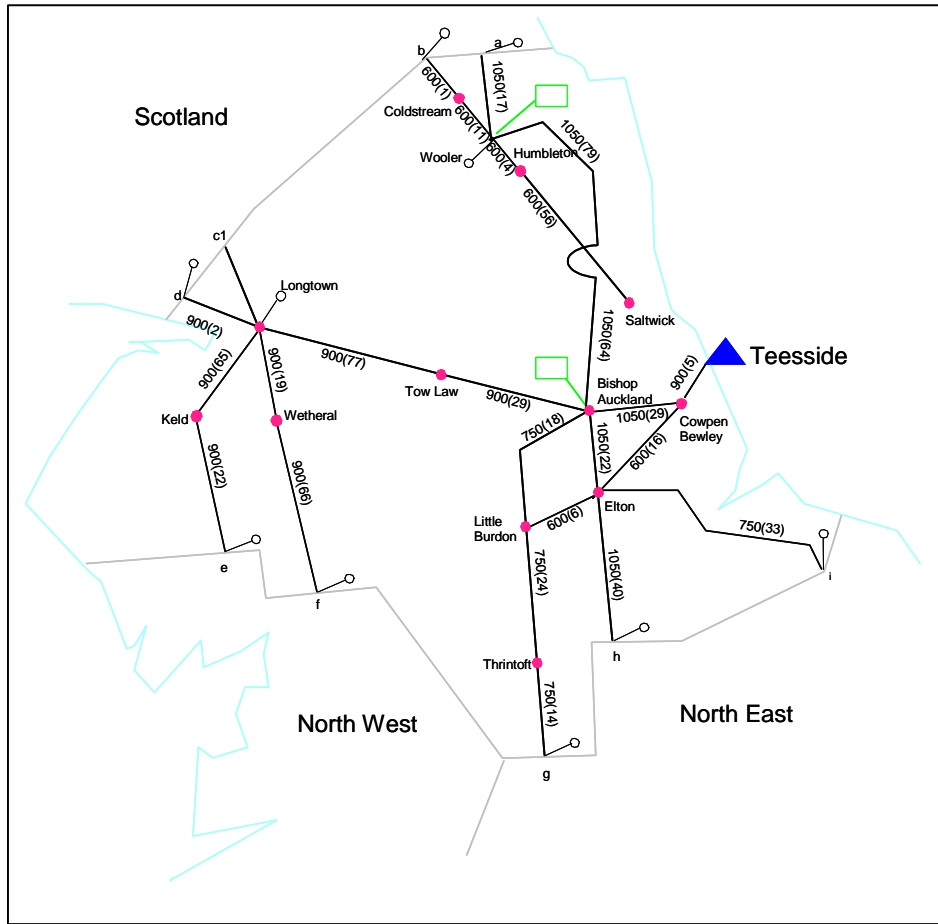 b
a
600(1)
1050(17)
Coldstream
Scotland
600(11)
1050(79)
Wooler
600(4)
Humbleton
600(56)
c1
d
Longtown
900(2)
Saltwick
900(65)
900(19)
900(77)
1050(64)
Teesside
900(5)
Tow Law
900(29)
Bishop
Auckland
1050(29)
Cowpen
Bewley
Keld
Wetheral
750(18)
1050(22)
600(16)
900(22)
900(66)
Elton
Little
Burdon
600(6)
750(33)
e
f
750(24)
1050(40)
i
h
Thrintoft
750(14)
North West
North East
g